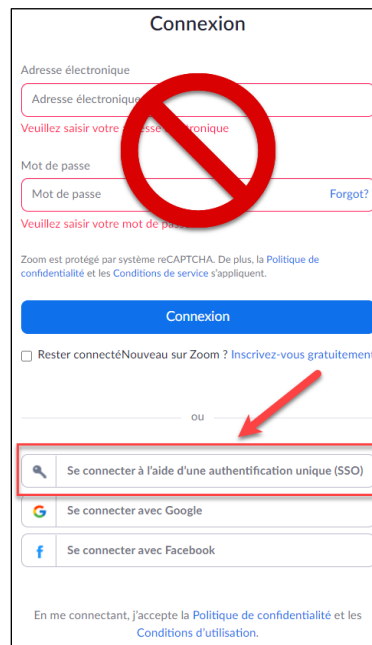 Connexion
Adresse électronique
Adresse électronique
Veuillez saisir votre adresse électronique
Mot de passe
Mot de passe Forgot?
Veuillez saisir votre mot de passe
Zoom est protégé par système reCAPTCHA. De plus, la Politique de
confidentialité et les Conditions de service s'appliquent.
Connexion
Rester connectéNouveau sur Zoom ? Inscrivez-vous gratuitement
ou
Se connecter à l'aide d'une authentification unique (SSO)
Se connecter avec Google
Se connecter avec Facebook
En me connectant, j'accepte la Politique de confidentialité et les
Conditions d'utilisation.